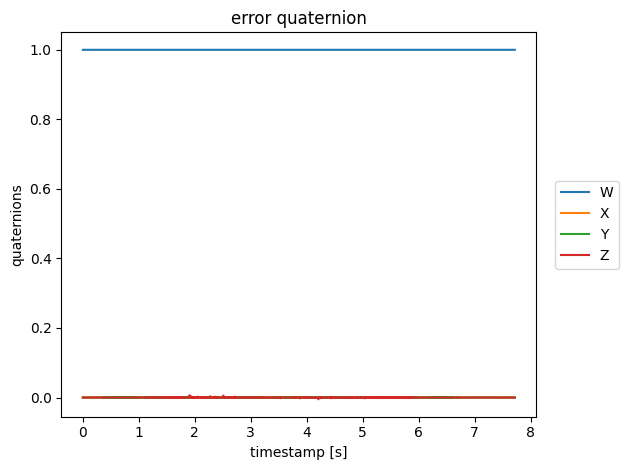 error quaternion
1.0
0.8
0.6
0.4
0.2
0.0
quaternions
0 1 2 3 4 5 6 7 8
timestamp [s]
W
X
Y
Z